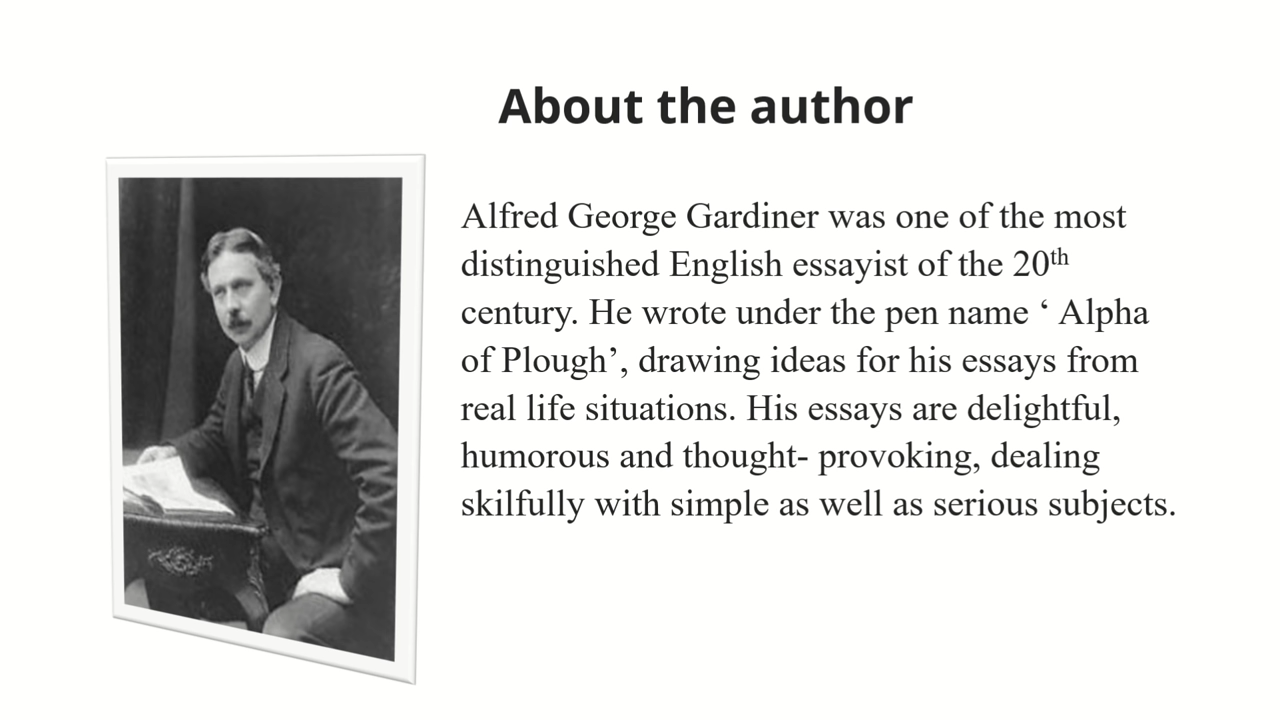 About the author
Alfred George Gardiner was one of the most
distinguished English essayist of the 20th
century. He wrote under the pen name ‘ Alpha
of Plough’, drawing ideas for his essays from
real life situations. His essays are delightful,
humorous and thought- provoking, dealing
skilfully with simple as well as serious subjects.